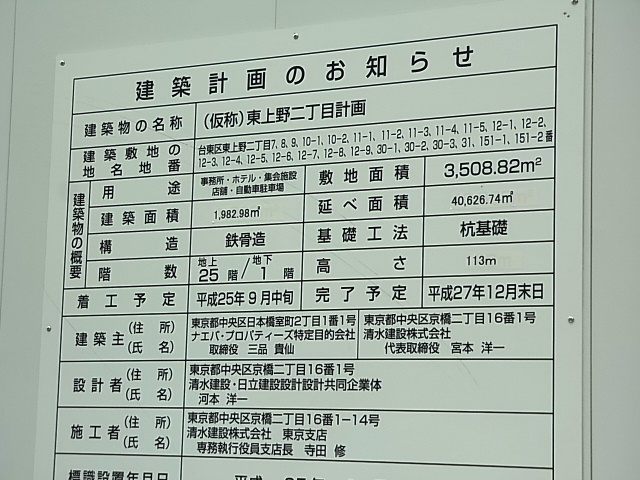 建築計画のお知らせ
建築物の名称 (仮称)東上野二丁目計画
建築敷地の 台東区東上野二丁目7, 8, 9, 10-1, 10-2, 11-1, 11-2, 11-3, 11-4, 11-5, 12-1, 12-2,
地名地番 12-3, 12-4, 12-5, 12-6, 12-7, 12-8, 12-9, 30-1, 30-2, 30-3, 31, 151-1, 151-2番
建築物の概要
用途 事務所・ホテル・集会施設 敷地面積 3,508.82m²
店舗・自動車駐車場
建築面積 1,982.98㎡ 延べ面積 40,626.74㎡
構造 鉄骨造 基礎工法 杭基礎
階数 地上25階/地下1階 高さ 113m
着工予定 平成25年9月中旬 完了予定 平成27年12月末日
建築主 (住所) 東京都中央区日本橋室町2丁目1番1号 東京都中央区京橋二丁目16番1号
(氏名) ナエバ・プロパティーズ特定目的会社 清水建設株式会社
取締役 三品 貴仙 代表取締役 宮本 洋一
設計者 (住所) 東京都中央区京橋二丁目16番1号
(氏名) 清水建設・日立建設設計設計共同企業体
河本 洋一
施工者 (住所) 東京都中央区京橋二丁目16番1-14号
(氏名) 清水建設株式会社 東京支店
専務執行役員支店長 寺田 修
標識設置年月日 平成